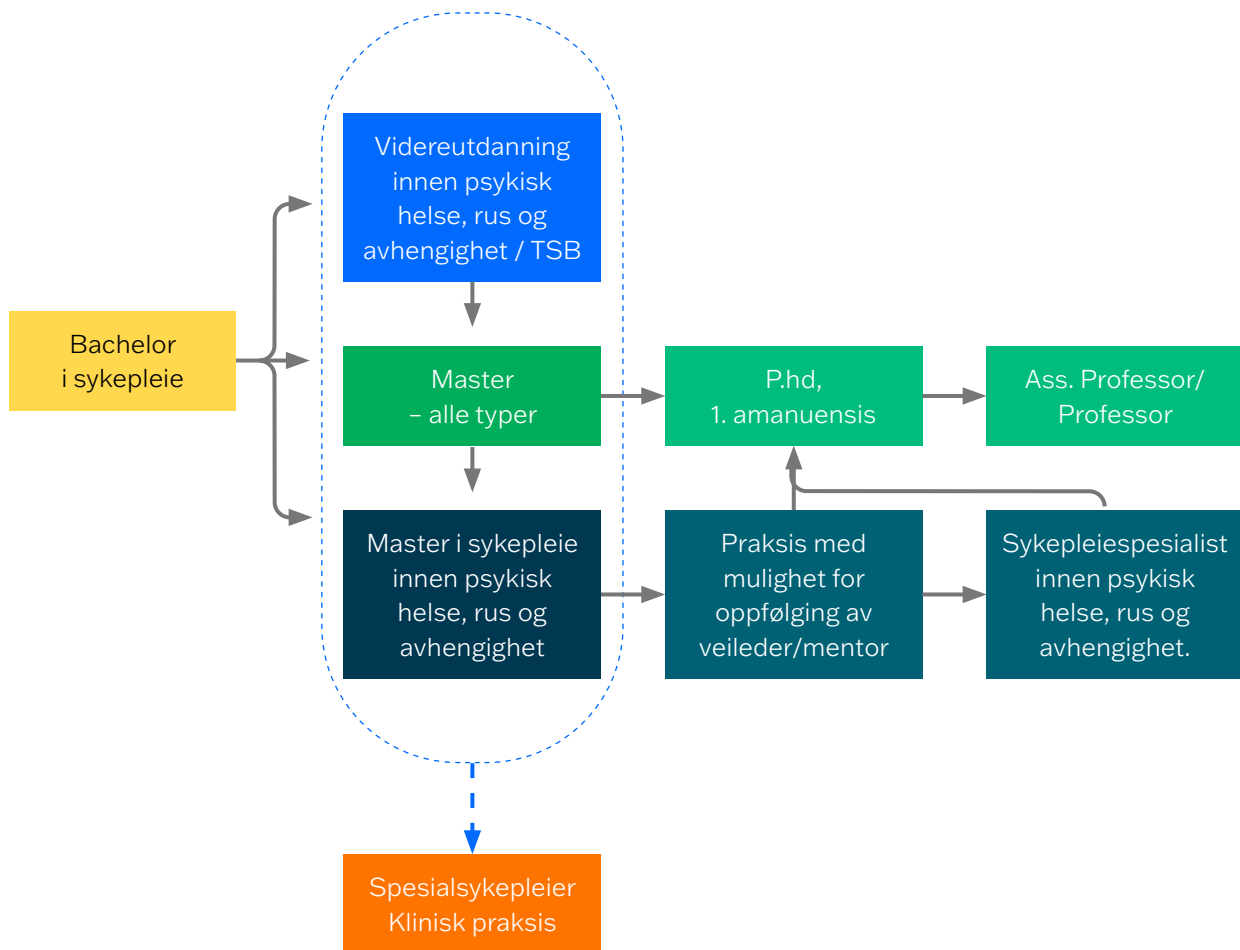 Videreutdanning
innen psykisk
helse, rus og
avhengighet / TSB
Bachelor
i sykepleie
Master
– alle typer
P.hd,
1. amanuensis
Ass. Professor/
Professor
Master i sykepleie
innen psykisk
helse, rus og
avhengighet
Praksis med
mulighet for
oppfølging av
veileder/mentor
Sykepleiespesialist
innen psykisk
helse, rus og
avhengighet.
Spesialsykepleier
Klinisk praksis